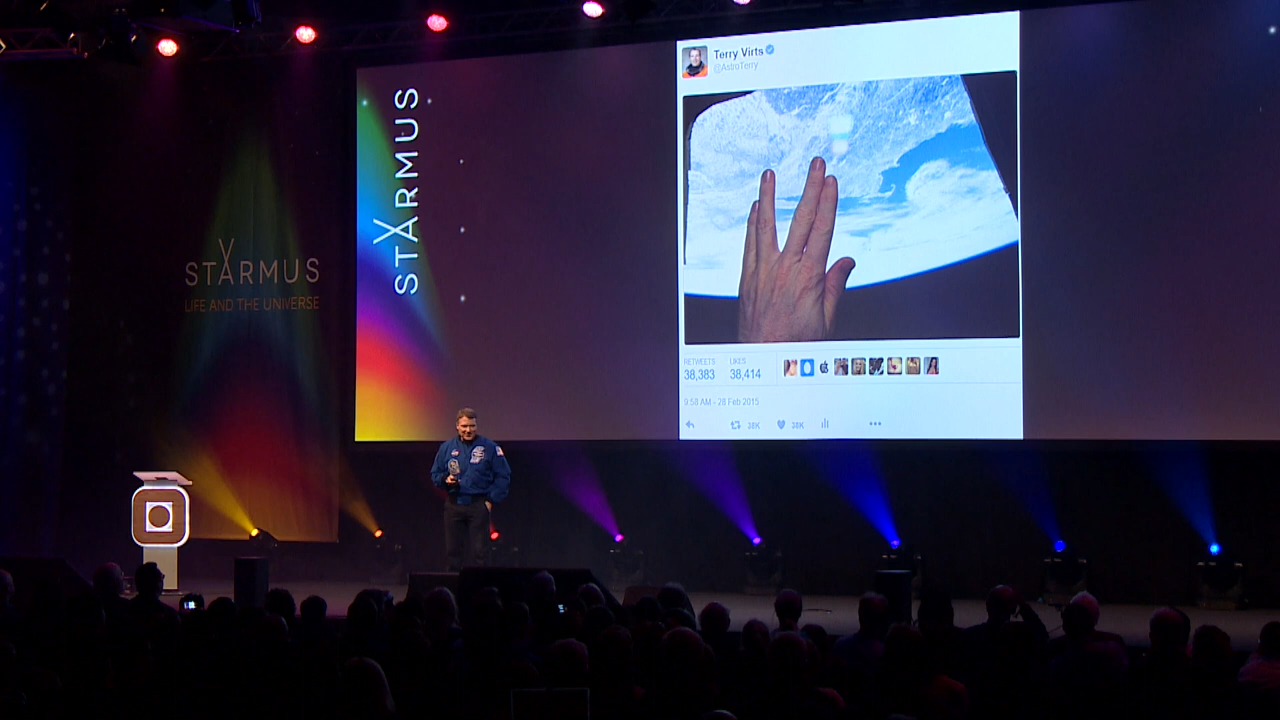 STARMUS
LIFE AND THE UNIVERSE
STARMUS
Terry Virts
@AstroTerry
RETWEETS
LIKES
38,383
38,414
9:58 AM - 28 Feb 2015
38K
38K